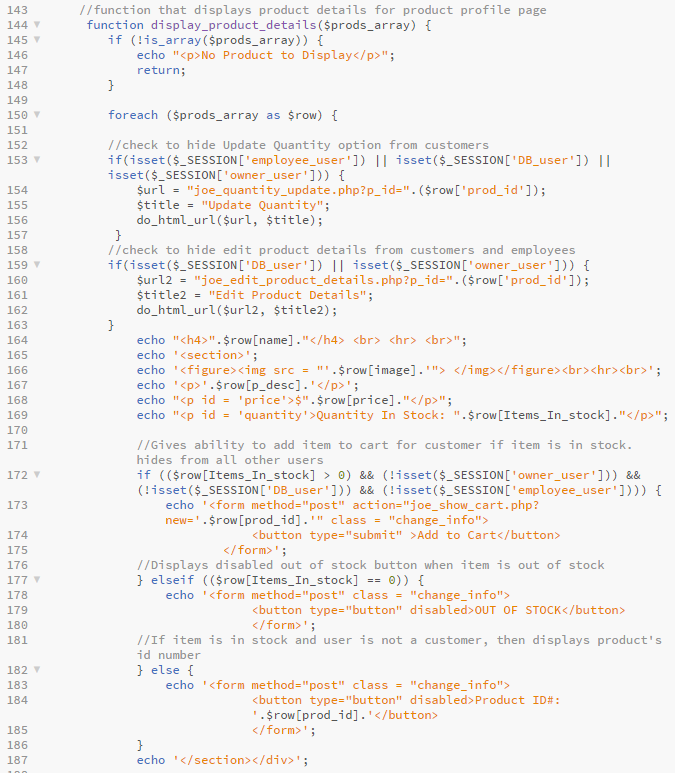 143 //function that displays product details for product profile page
144 function display_product_details($prods_array) {
145 if (!is_array($prods_array)) {
146 echo "<p>No Product to Display</p>";
147 return;
148 }
149
150 foreach ($prods_array as $row) {
151
152 //check to hide Update Quantity option from customers
153 if(isset($_SESSION['employee_user']) || isset($_SESSION['DB_user']) ||
isset($_SESSION['owner_user'])) {
154 $url = "joe_quantity_update.php?p_id=".($row['prod_id']);
155 $title = "Update Quantity";
156 do_html_url($url, $title);
157 }
158 //check to hide edit product details from customers and employees
159 if(isset($_SESSION['DB_user']) || isset($_SESSION['owner_user'])) {
160 $url2 = "joe_edit_product_details.php?p_id=".($row['prod_id']);
161 $title2 = "Edit Product Details";
162 do_html_url($url2, $title2);
163 }
164 echo "<h4>".$row[name]."</h4> <br> <hr> <br>";
165 echo '<section>';
166 echo '<figure><img src = "'.$row[image].'"> </img></figure><br><hr><br>';
167 echo '<p>'.$row[p_desc].'</p>';
168 echo "<p id = 'price'>$".$row[price]."</p>";
169 echo "<p id = 'quantity'>Quantity In Stock: ".$row[Items_In_stock]."</p>";
170
171 //Gives ability to add item to cart for customer if item is in stock.
hides from all other users
172 if (($row[Items_In_stock] > 0) && (!isset($_SESSION['owner_user'])) &&
(!isset($_SESSION['DB_user'])) && (!isset($_SESSION['employee_user']))) {
173 echo '<form method="post" action="joe_show_cart.php?
new='.$row[prod_id].'" class = "change_info">
174 <button type="submit" >Add to Cart</button>
175 </form>';
176 //Displays disabled out of stock button when item is out of stock
177 } elseif (($row[Items_In_stock] == 0)) {
178 echo '<form method="post" class = "change_info">
179 <button type="button" disabled>OUT OF STOCK</button>
180 </form>';
181 //If item is in stock and user is not a customer, then displays product's
id number
182 } else {
183 echo '<form method="post" class = "change_info">
184 <button type="button" disabled>Product ID#:
'.$row[prod_id].'</button>
185 </form>';
186 }
187 echo '</section></div>';